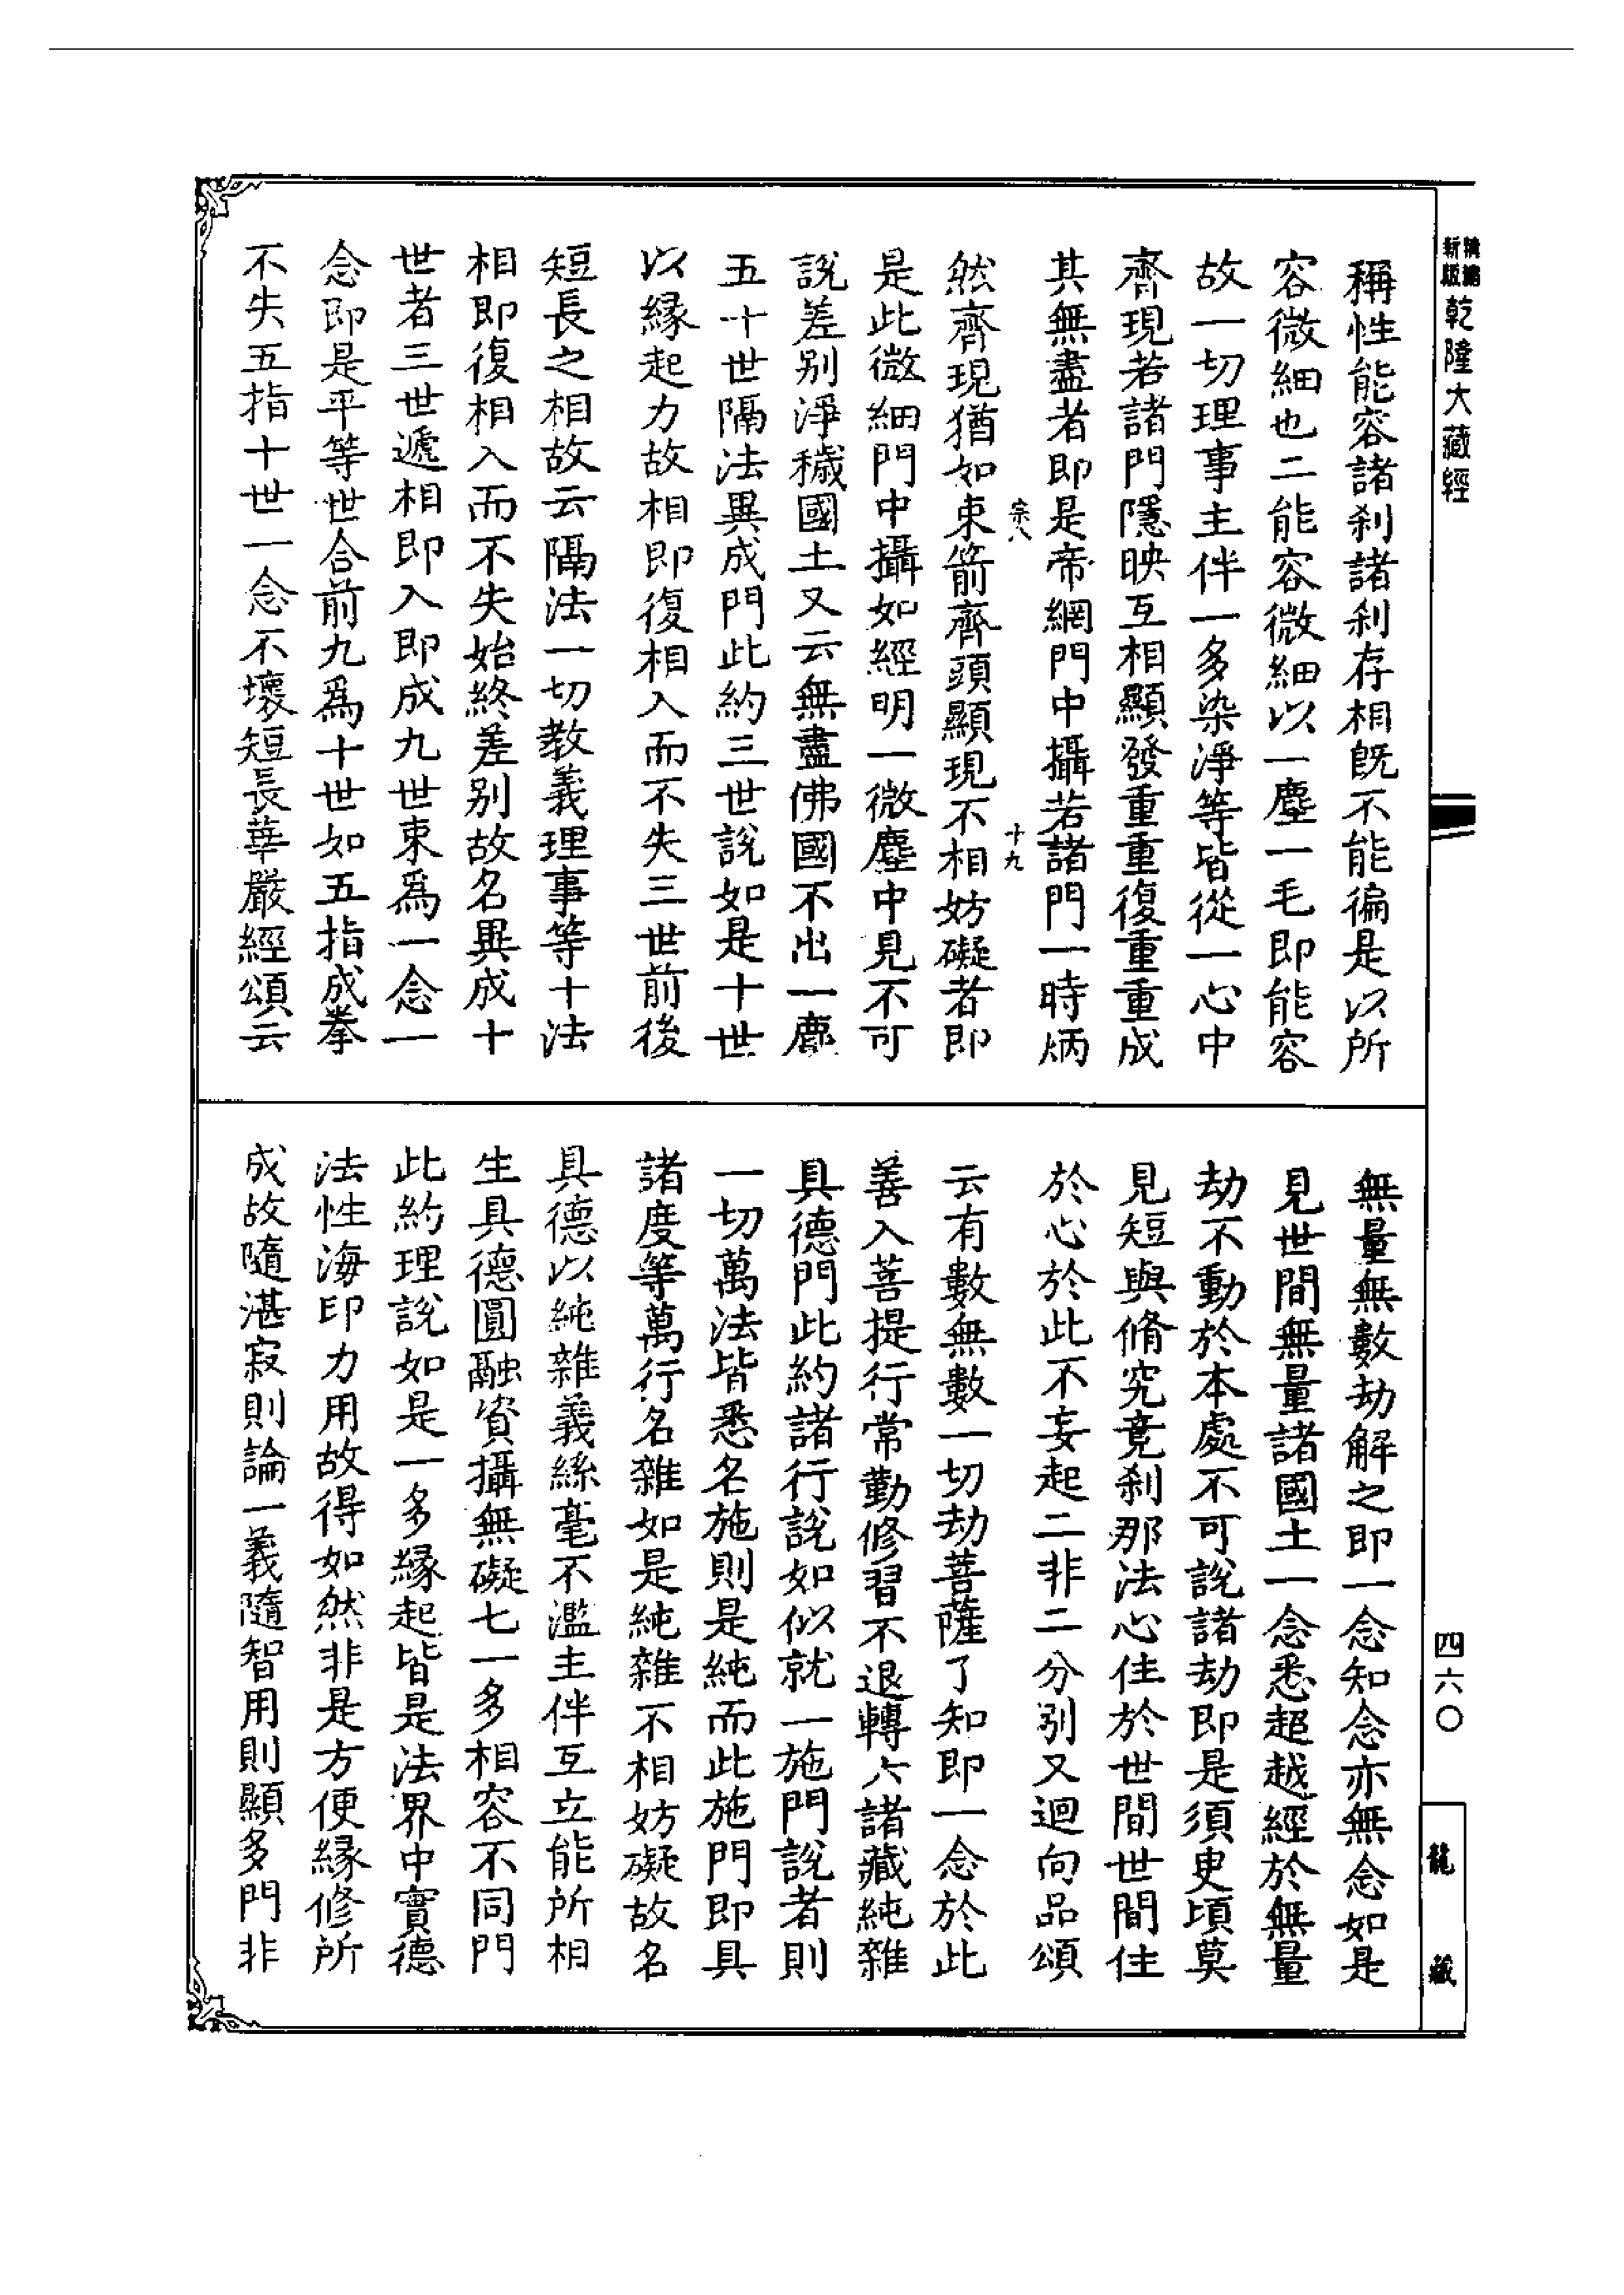 精縮
新版
乾隆大藏經
稱性能容諸刹諸刹存相旣不能徧是以所
容微細也二能容微細以一塵一毛即能容
故一切理事主伴一多染淨等皆從一心中
齊現若諸門隱映互相顯發重重復重重成
其無盡者即是帝網門中攝若諸門一時炳
宗八
十九
然齊現猶如束箭齊頭顯現不相妨礙者即
是此微細門中攝如經明一微塵中見不可
說差别淨穢國土又云無盡佛國不出一塵
五十世隔法異成門此約三世說如是十世
以緣起力故相即復相入而不失三世前後
短長之相故云隔法一切教義理事等十法
相即復相入而不失始終差别故名異成十
世者三世遞相即入即成九世束爲一念一
念即是平等世合前九爲十世如五指成拳
不失五指十世一念不壞短長華嚴經頌云
無量無數劫解之即一念知念亦無念如是
見世間無量諸國土一念悉超越經於無量
劫不動於本處不可說諸劫即是須臾頃莫
見短與脩究竟刹那法心住於世間世間住
於心於此不妄起二非二分别又迴向品頌
云有數無數一切劫菩薩了知即一念於此
善入菩提行常勤修習不退轉六諸藏純雜
具德門此約諸行說如似就一施門說者則
一切萬法皆悉名施則是純而此施門即具
諸度等萬行名雜如是純雜不相妨礙故名
具德以純雜義絲毫不濫主伴互立能所相
生具德圓融資攝無礙七一多相容不同門
此約理說如是一多緣起皆是法界中實德
法性海印力用故得如然非是方便緣修所
成故隨湛寂則論一義隨智用則顯多門非
四六〇
龍
藏